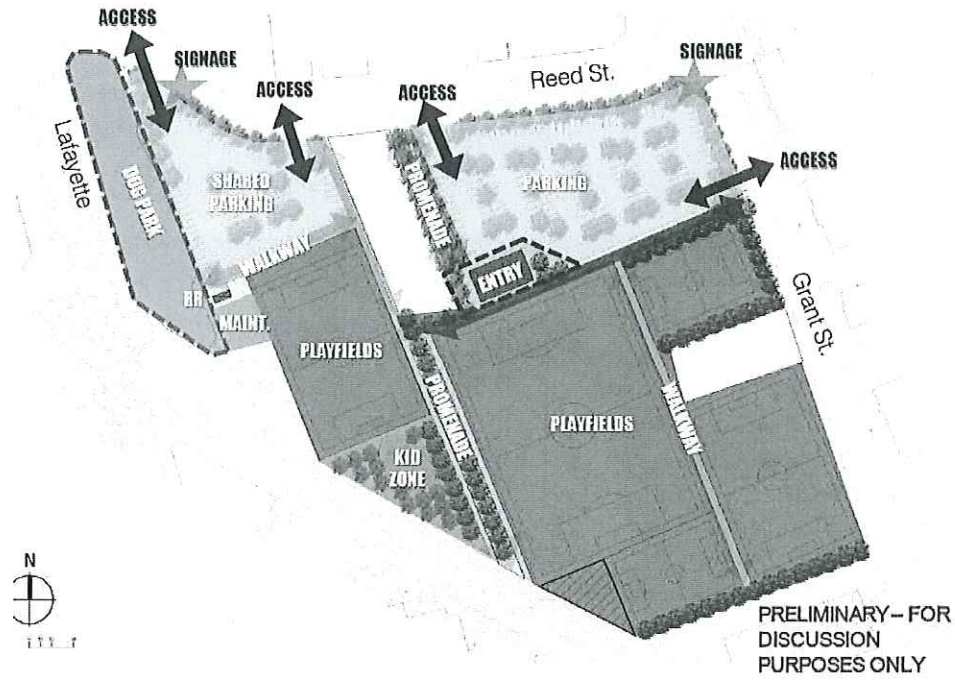 ACCESS
SIGNAGE
ACCESS
ACCESS
Reed St.
SIGNAGE
ACCESS
Lafayette
DOG PARK
SHARED
PARKING
PROMENADE
PARKING
WALKWAY
ENTRY
RR
MAINT.
PLAYFIELDS
Grant St.
PROMENADE
PLAYFIELDS
WALKWAY
KID
ZONE
N
PRELIMINARY – FOR
DISCUSSION
PURPOSES ONLY